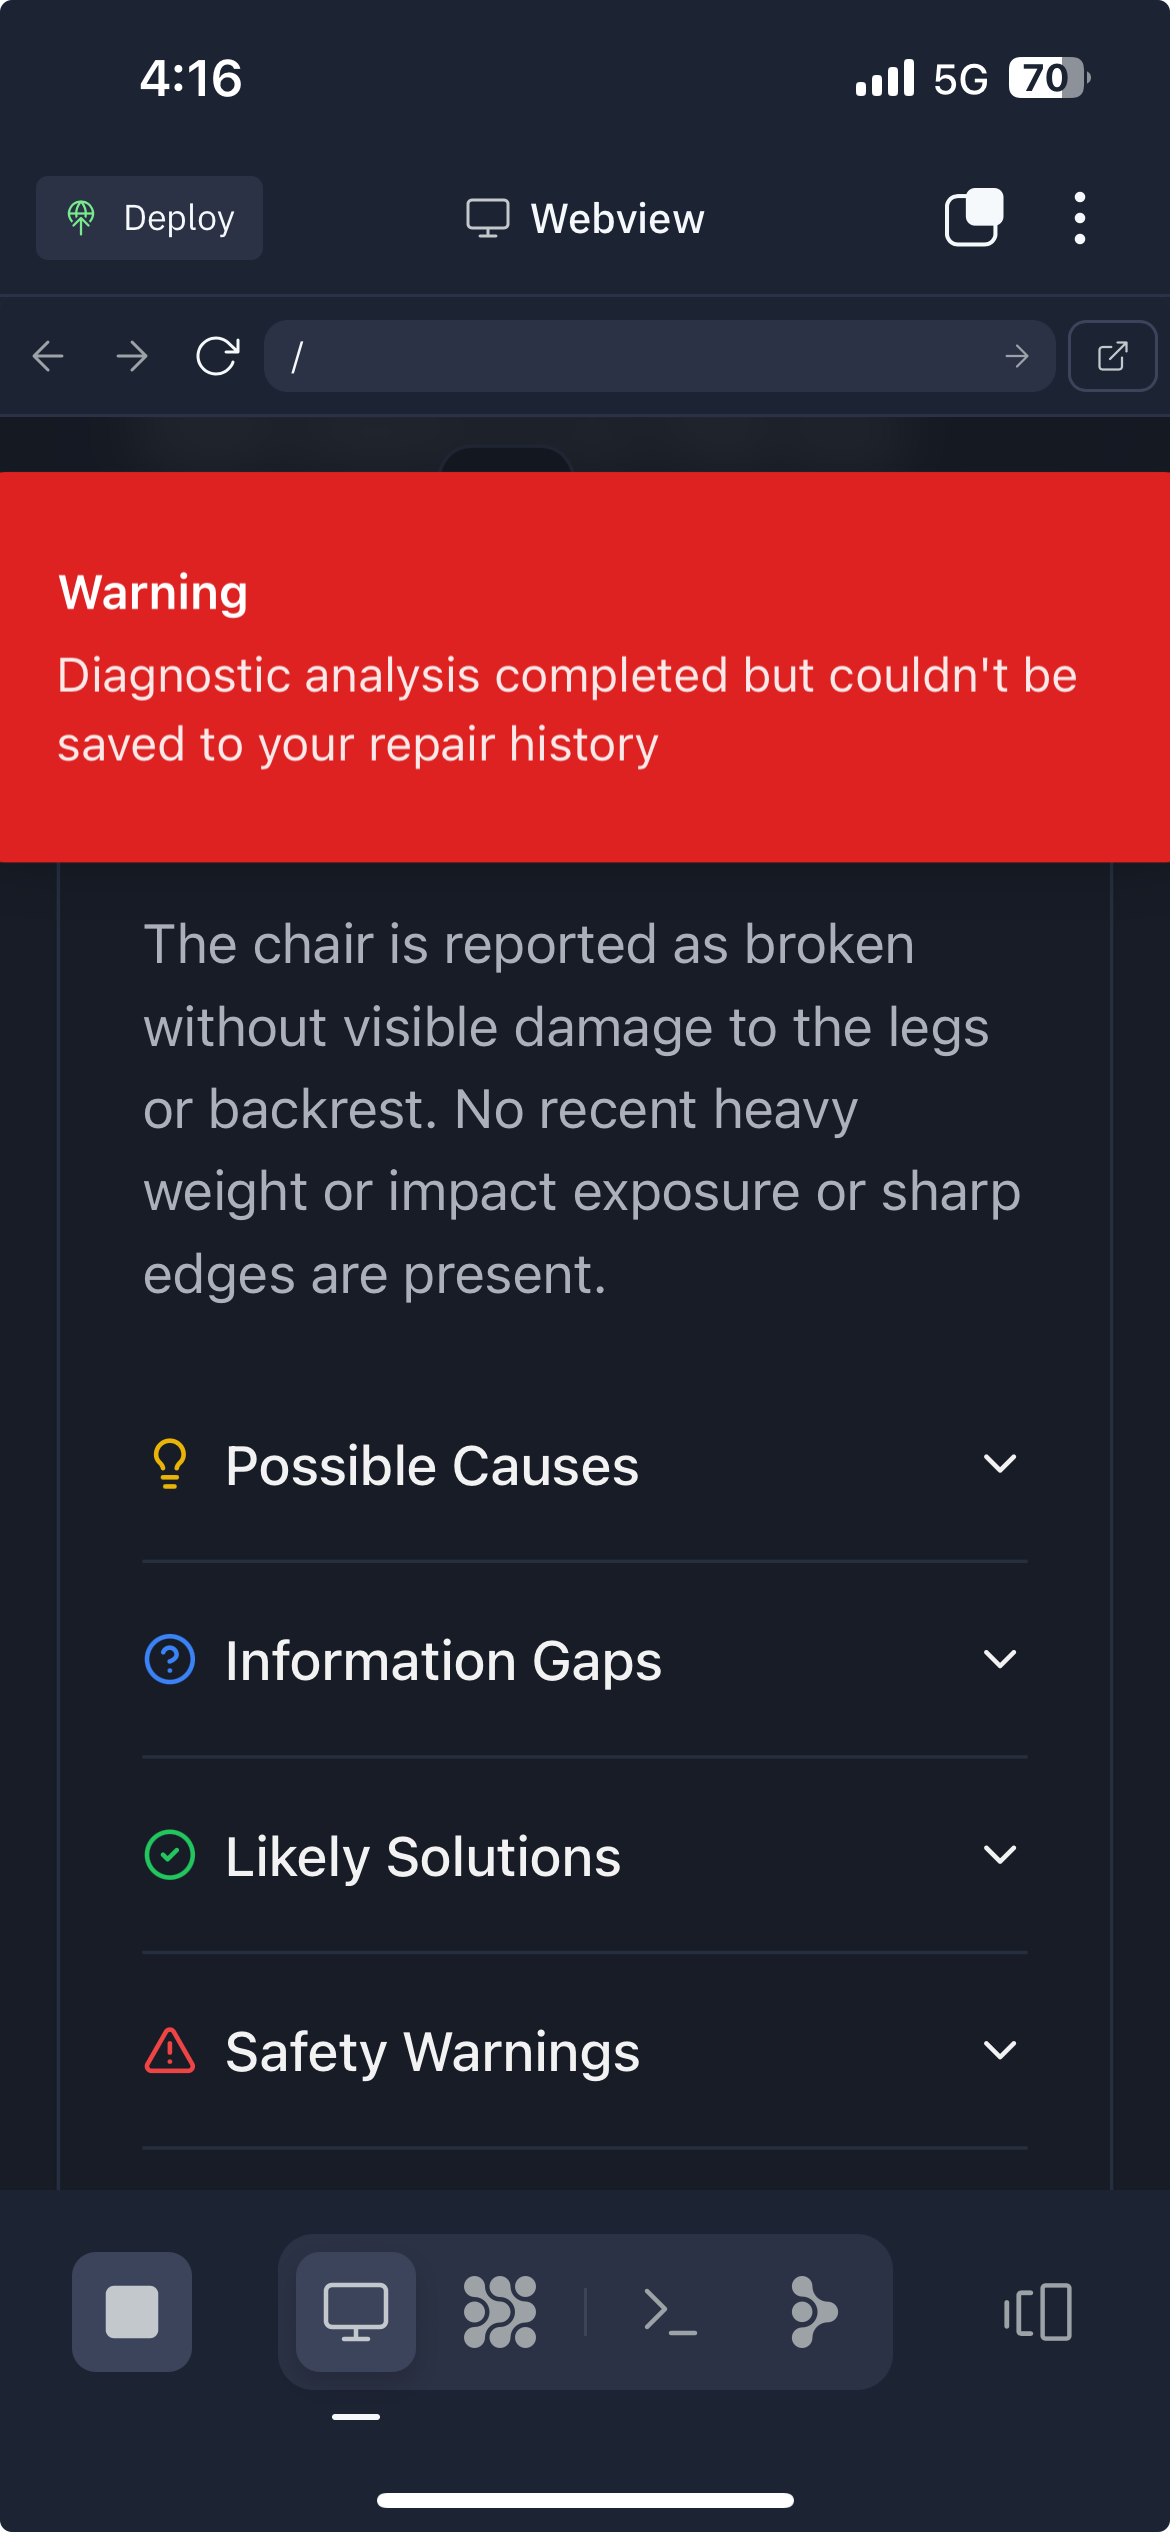 4:16
5G
70
Deploy
Webview
/
Warning
Diagnostic analysis completed but couldn't be
saved to your repair history
The chair is reported as broken
without visible damage to the legs
or backrest. No recent heavy
weight or impact exposure or sharp
edges are present.
Possible Causes
Information Gaps
Likely Solutions
Safety Warnings